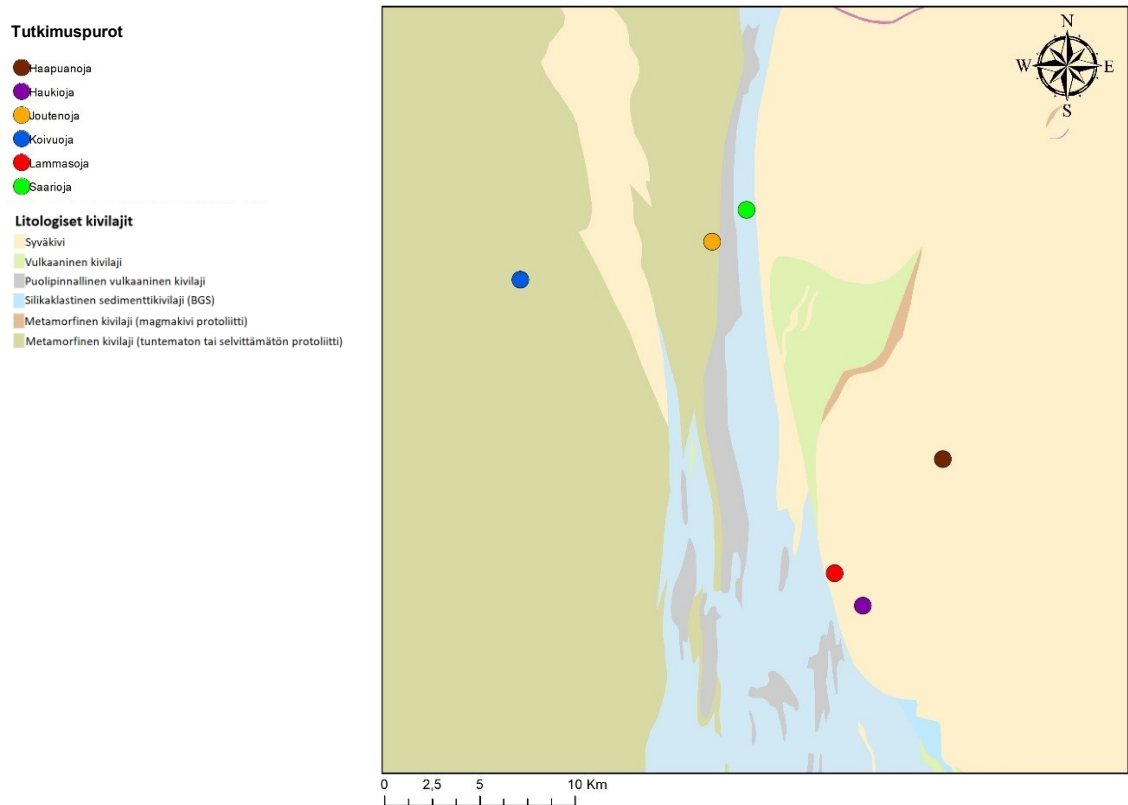 Tutkimuspurot
Haapuanoja
Haukioja
Joutenoja
Koivuoja
Lammasoja
Saarioja
Litologiset kivilajit
Syväkivi
Vulkaaninen kivilaji
Puolipinnallinen vulkaaninen kivilaji
Silikaklastinen sedimenttikivilaji (BGS)
Metamorfinen kivilaji (magmakivi protoliitti)
Metamorfinen kivilaji (tuntematon tai selvittämätön protoliitti)
N
W E
S
0 2,5 5 10 Km